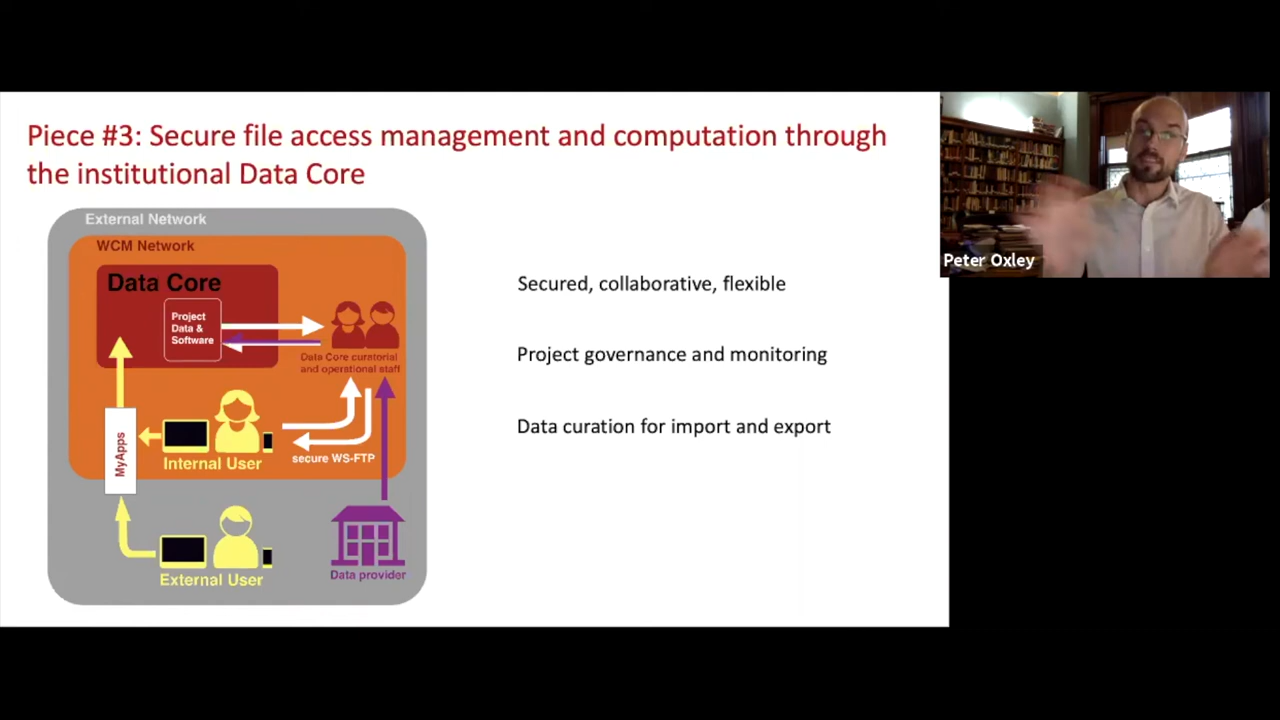 Piece #3: Secure file access management and computation through
the institutional Data Core
External Network
WCM Network
Data Core
Project
Data &
Software
Data Core curatorial
and operational staff
MyApps
Internal User
secure WS-FTP
External User
Data provider
Secured, collaborative, flexible
Project governance and monitoring
Data curation for import and export
Peter Oxley